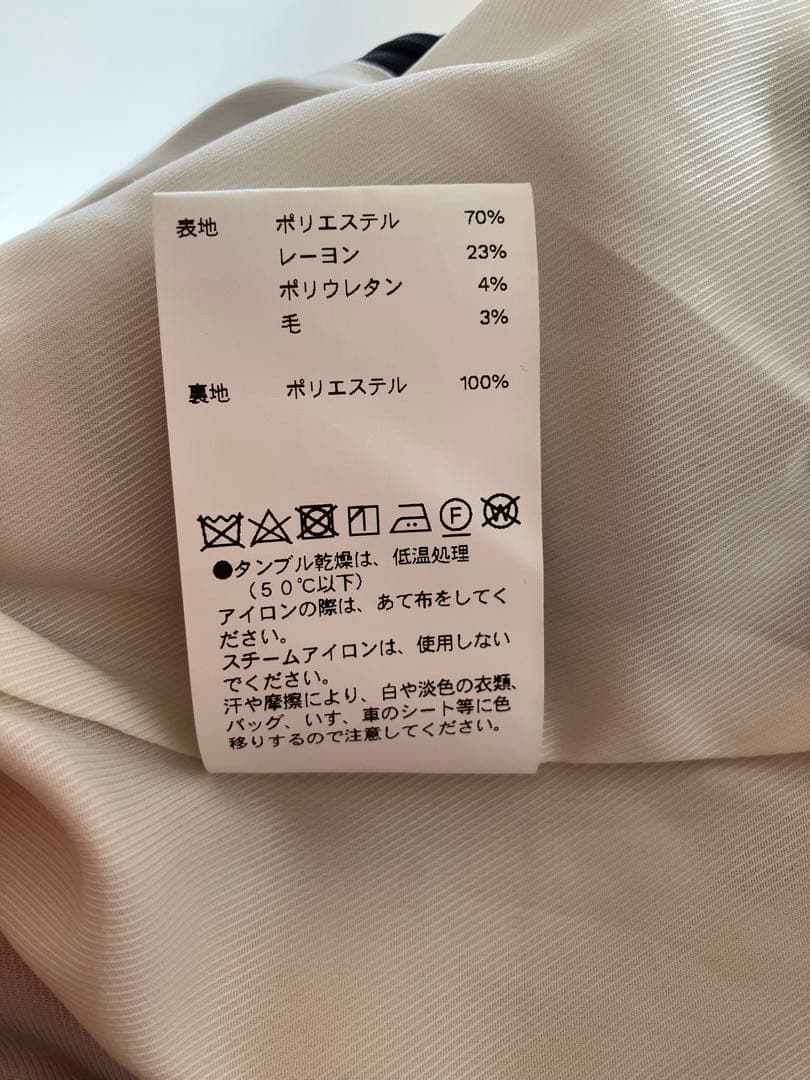 表地 ポリエステル 70%
レーヨン 23%
ポリウレタン 4%
毛 3%
裏地 ポリエステル 100%
F W
●タンブル乾燥は、低温処理
(50℃以下)
アイロンの際は、あて布をしてく
ださい。
スチームアイロンは、使用しない
でください。
汗や摩擦により、白や淡色の衣類、
バッグ、いす、車のシート等に色
移りするので注意してください。